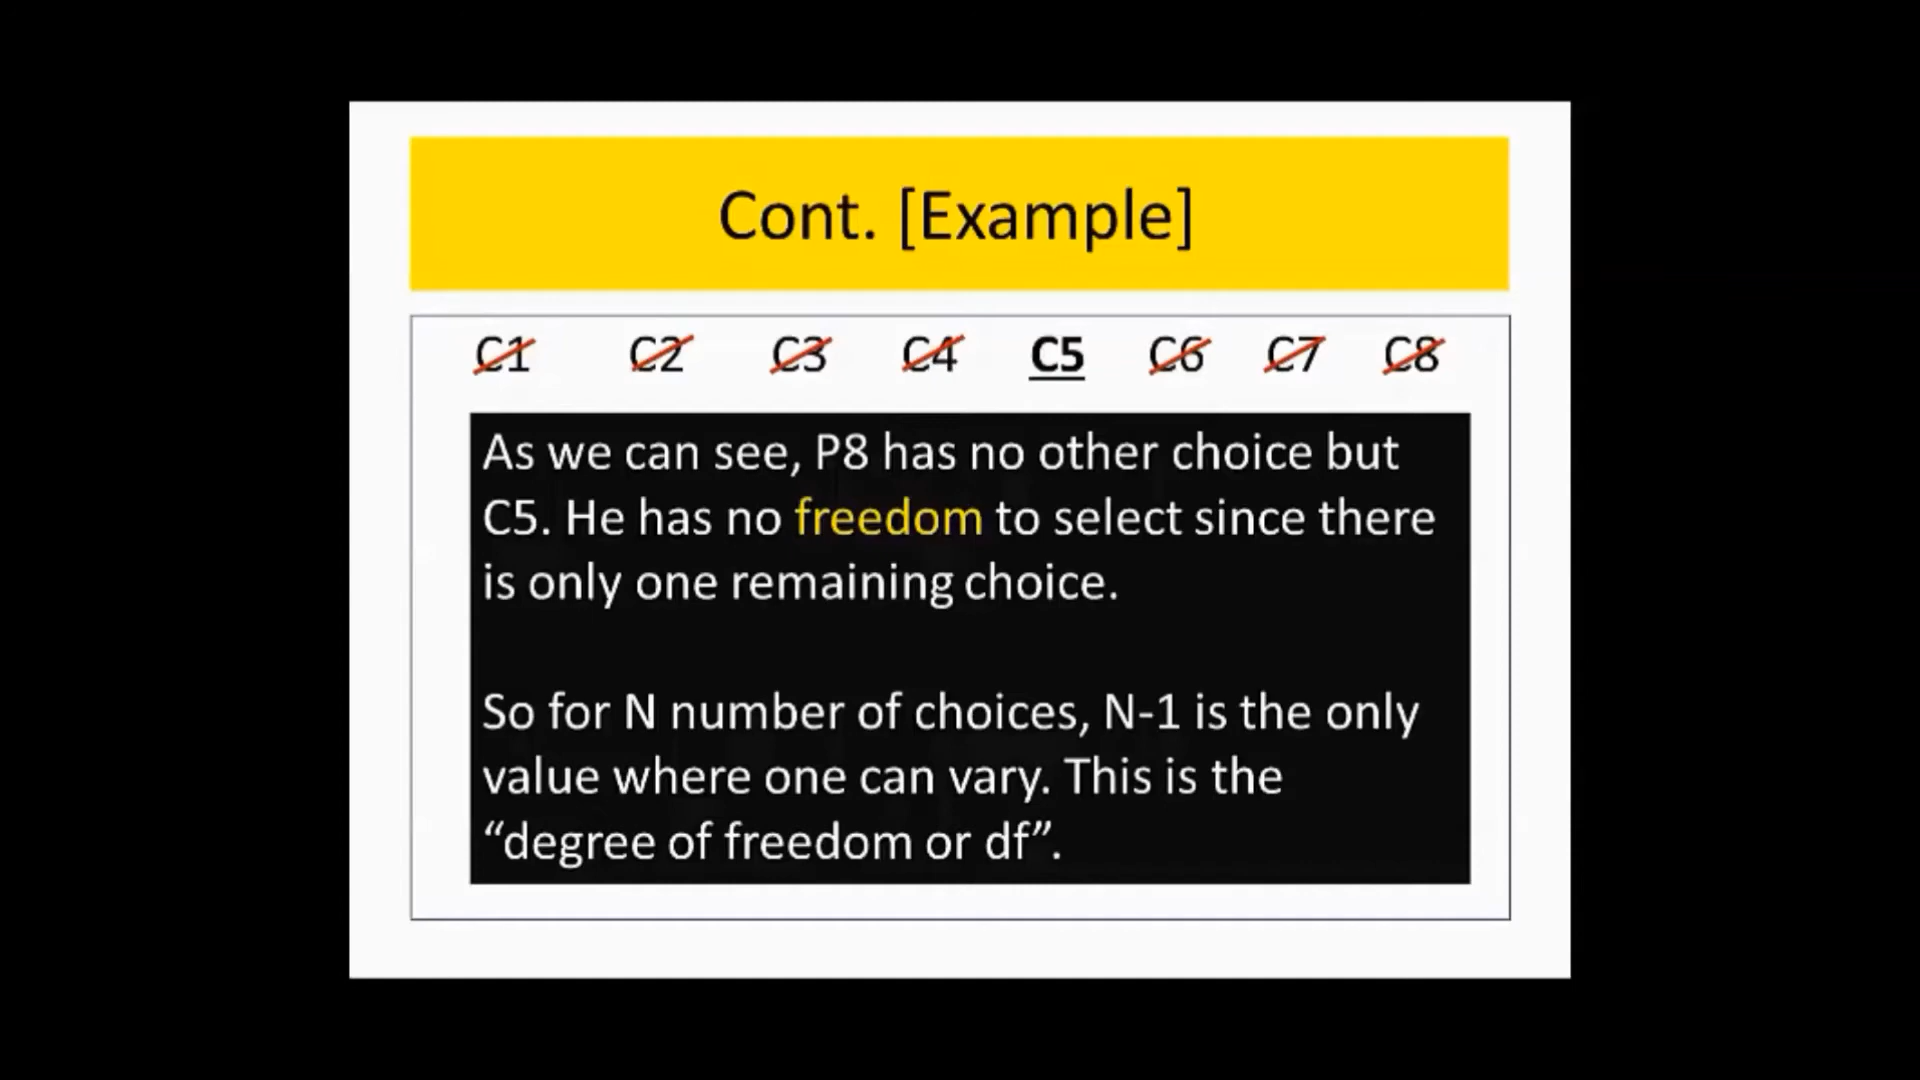 Cont. [Example]
C1 C2 C3 C4 C5 C6 C7 C8
As we can see, P8 has no other choice but
C5. He has no freedom to select since there
is only one remaining choice.
So for N number of choices, N-1 is the only
value where one can vary. This is the
“degree of freedom or df”.